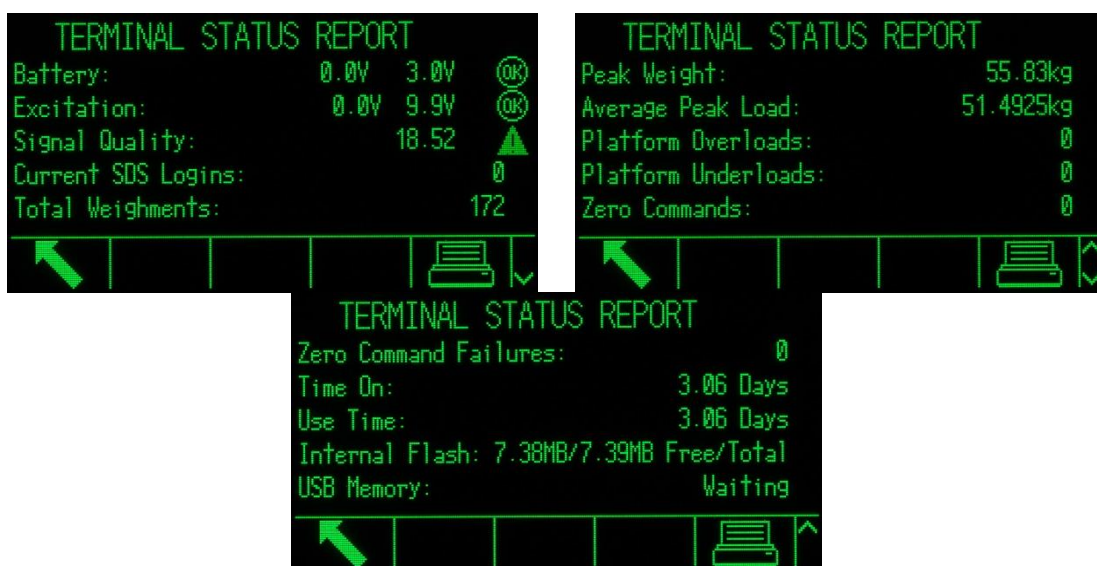 TERMINAL STATUS REPORT
Battery: 0.0V 3.0V OK
Excitation: 0.0V 9.9V OK
Signal Quality: 18.52 !
Current SDS Logins: 0
Total Weighments: 172
TERMINAL STATUS REPORT
Peak Weight: 55.83kg
Average Peak Load: 51.4925kg
Platform Overloads: 0
Platform Underloads: 0
Zero Commands: 0
TERMINAL STATUS REPORT
Zero Command Failures: 0
Time On: 3.06 Days
Use Time: 3.06 Days
Internal Flash: 7.38MB/7.39MB Free/Total
USB Memory: Waiting